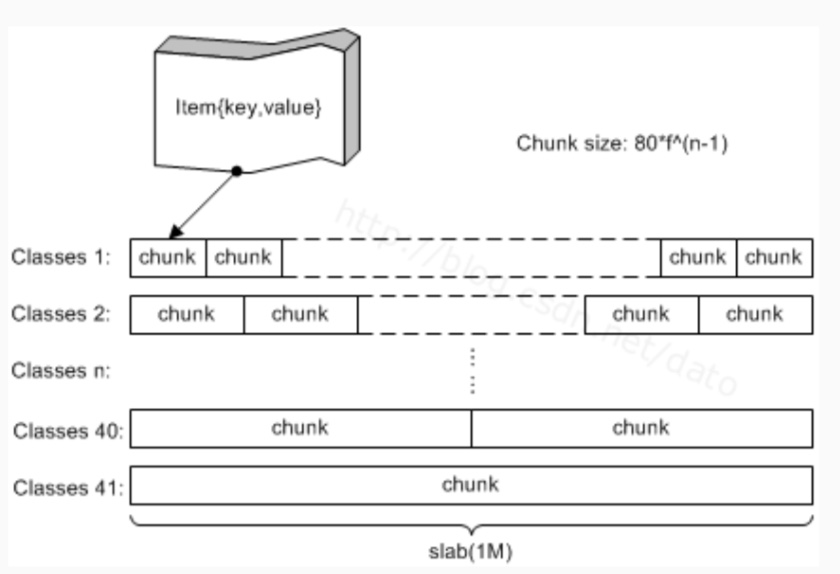 Item{key,value}
Chunk size: 80*f^(n-1)
http://blog.csdn.net/dato
Classes 1: chunk chunk chunk chunk
Classes 2: chunk chunk chunk chunk
Classes n:
Classes 40: chunk chunk
Classes 41: chunk
slab(1M)